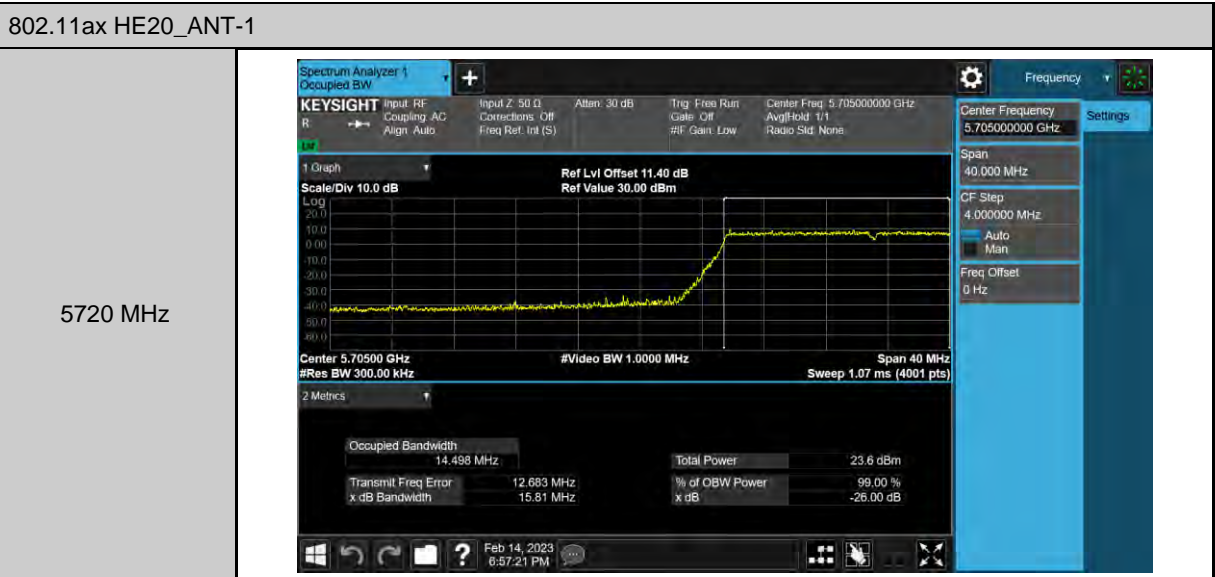 802.11ax HE20_ANT-1
5720 MHz
Spectrum Analyzer 1
Occupied BW
Frequency
KEYSIGHT
R
Input: RF
Coupling: AC
Align: Auto
Input Z: 50 Ω
Corrections: Off
Freq Ref: Int (S)
Atten: 30 dB
Trig: Free Run
Gate: Off
#IF Gain: Low
Center Freq: 5.705000000 GHz
Avg|Hold: 1/1
Radio Std: None
Center Frequency
5.705000000 GHz
Settings
Span
40.000 MHz
CF Step
4.000000 MHz
Auto
Man
Freq Offset
0 Hz
1 Graph
Scale/Div 10.0 dB
Ref Lvl Offset 11.40 dB
Ref Value 30.00 dBm
Log
20.0
10.0
0.00
-10.0
-20.0
-30.0
-40.0
-50.0
-60.0
Center 5.70500 GHz
#Video BW 1.0000 MHz
Span 40 MHz
#Res BW 300.00 kHz
Sweep 1.07 ms (4001 pts)
2 Metrics
Occupied Bandwidth
14.498 MHz
Total Power 23.6 dBm
Transmit Freq Error 12.683 MHz
% of OBW Power 99.00 %
x dB Bandwidth 15.81 MHz
x dB -26.00 dB
Feb 14, 2023
6:57:21 PM